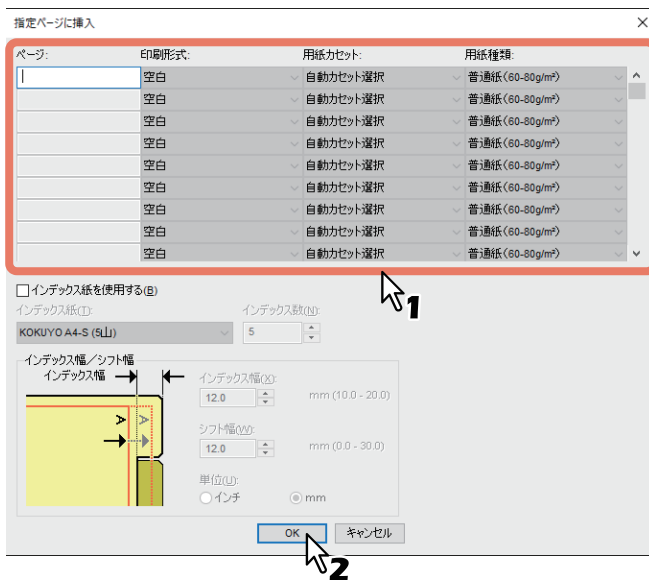 指定ページに挿入
ページ: 印刷形式: 用紙カセット: 用紙種類:
空白 自動カセット選択 普通紙(60-80g/m²)
空白 自動カセット選択 普通紙(60-80g/m²)
空白 自動カセット選択 普通紙(60-80g/m²)
空白 自動カセット選択 普通紙(60-80g/m²)
空白 自動カセット選択 普通紙(60-80g/m²)
空白 自動カセット選択 普通紙(60-80g/m²)
空白 自動カセット選択 普通紙(60-80g/m²)
空白 自動カセット選択 普通紙(60-80g/m²)
空白 自動カセット選択 普通紙(60-80g/m²)
1
インデックス紙を使用する(B)
インデックス紙(T): インデックス数(N):
KOKUYO A4-S (5山) 5
インデックス幅/シフト幅
インデックス幅
A A
インデックス幅(X):
12.0 mm (10.0 - 20.0)
シフト幅(W):
12.0 mm (0.0 - 30.0)
単位(U):
インチ mm
OK キャンセル
2